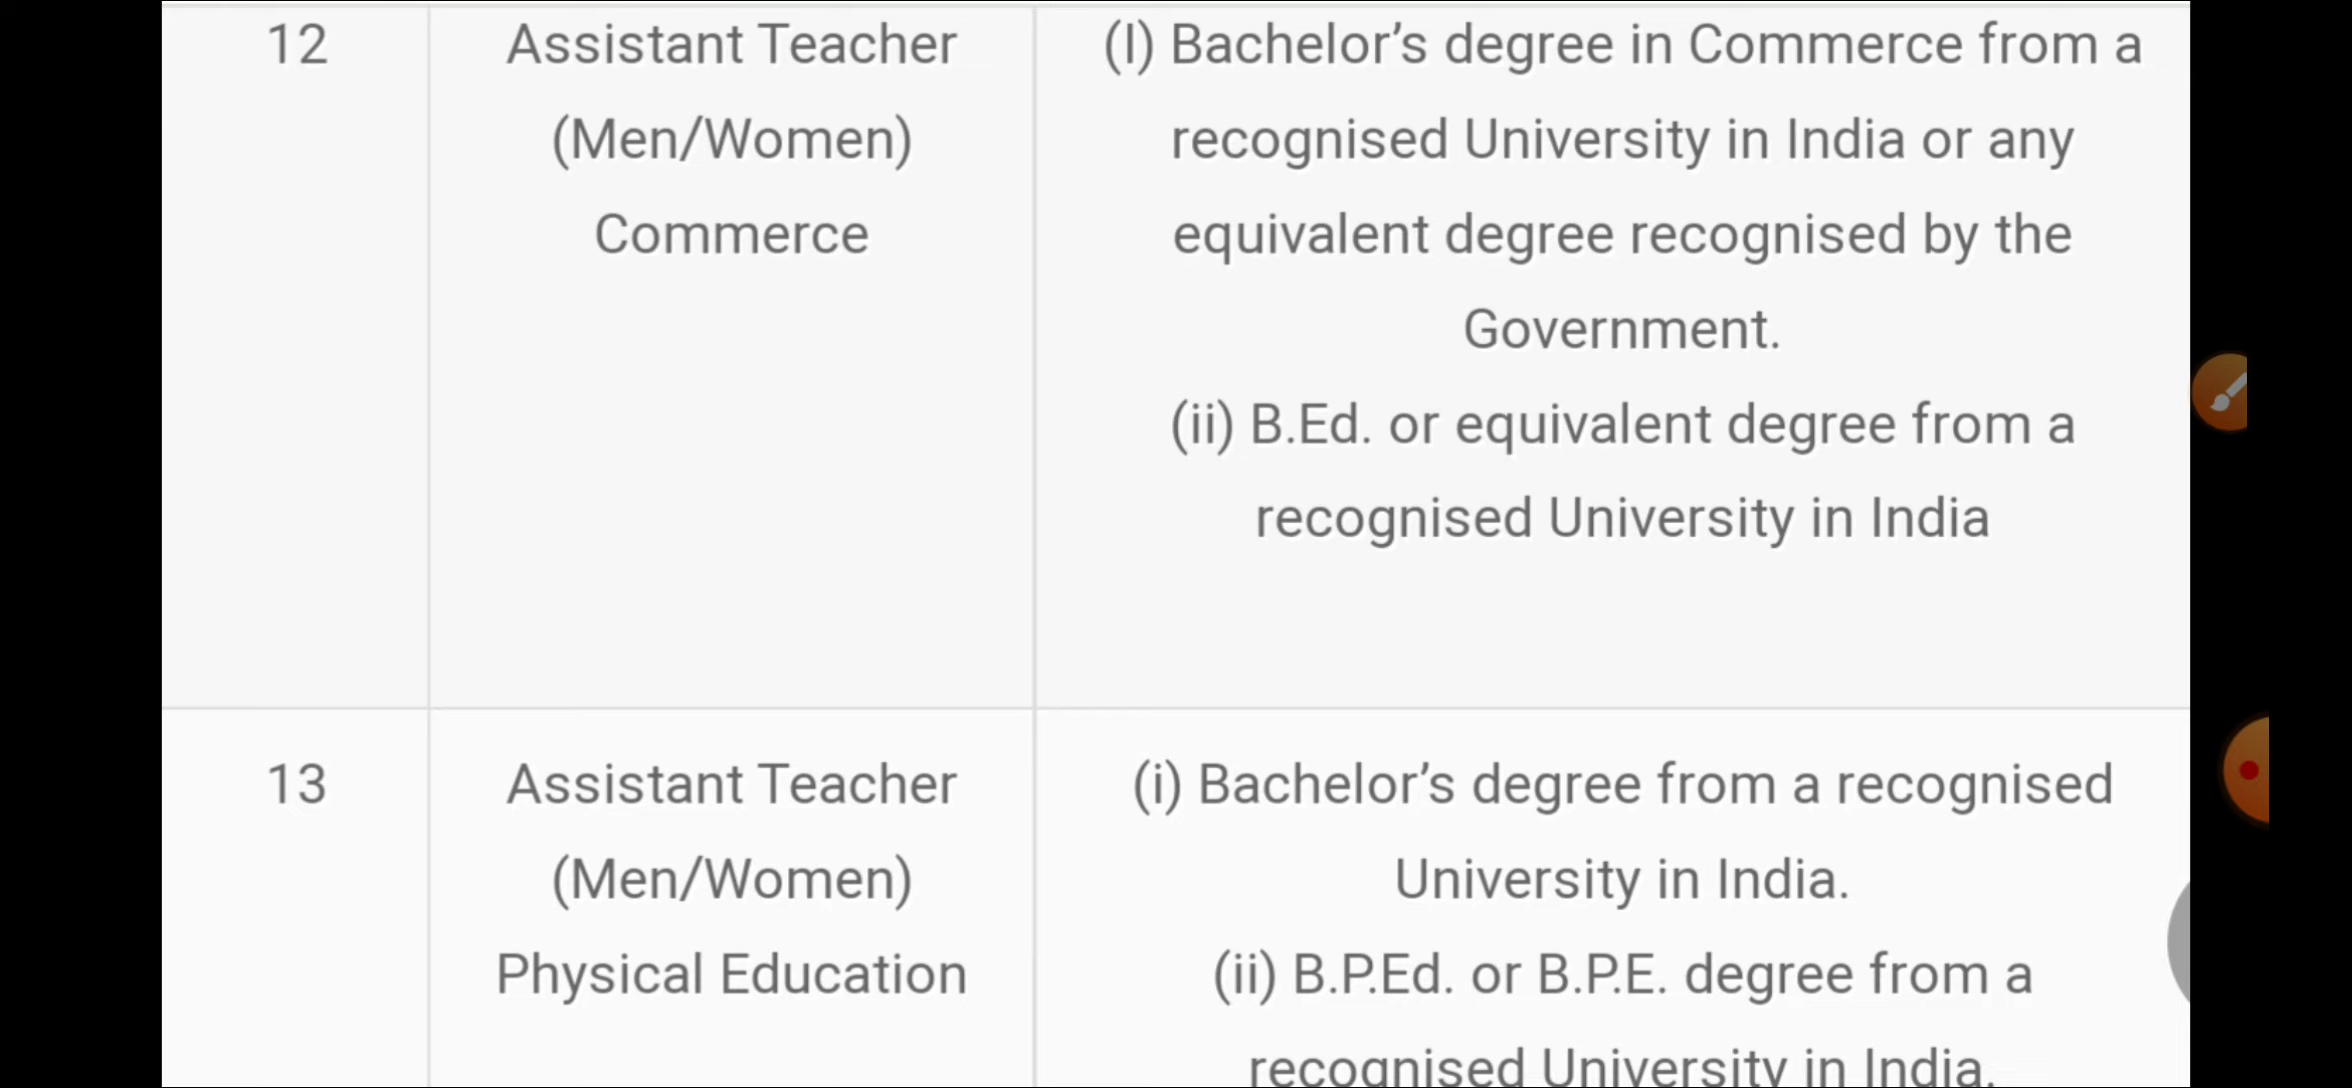 12
Assistant Teacher
(Men/Women)
Commerce
(I) Bachelor’s degree in Commerce from a
recognised University in India or any
equivalent degree recognised by the
Government.
(ii) B.Ed. or equivalent degree from a
recognised University in India
13
Assistant Teacher
(Men/Women)
Physical Education
(i) Bachelor’s degree from a recognised
University in India.
(ii) B.P.Ed. or B.P.E. degree from a
recognised University in India.